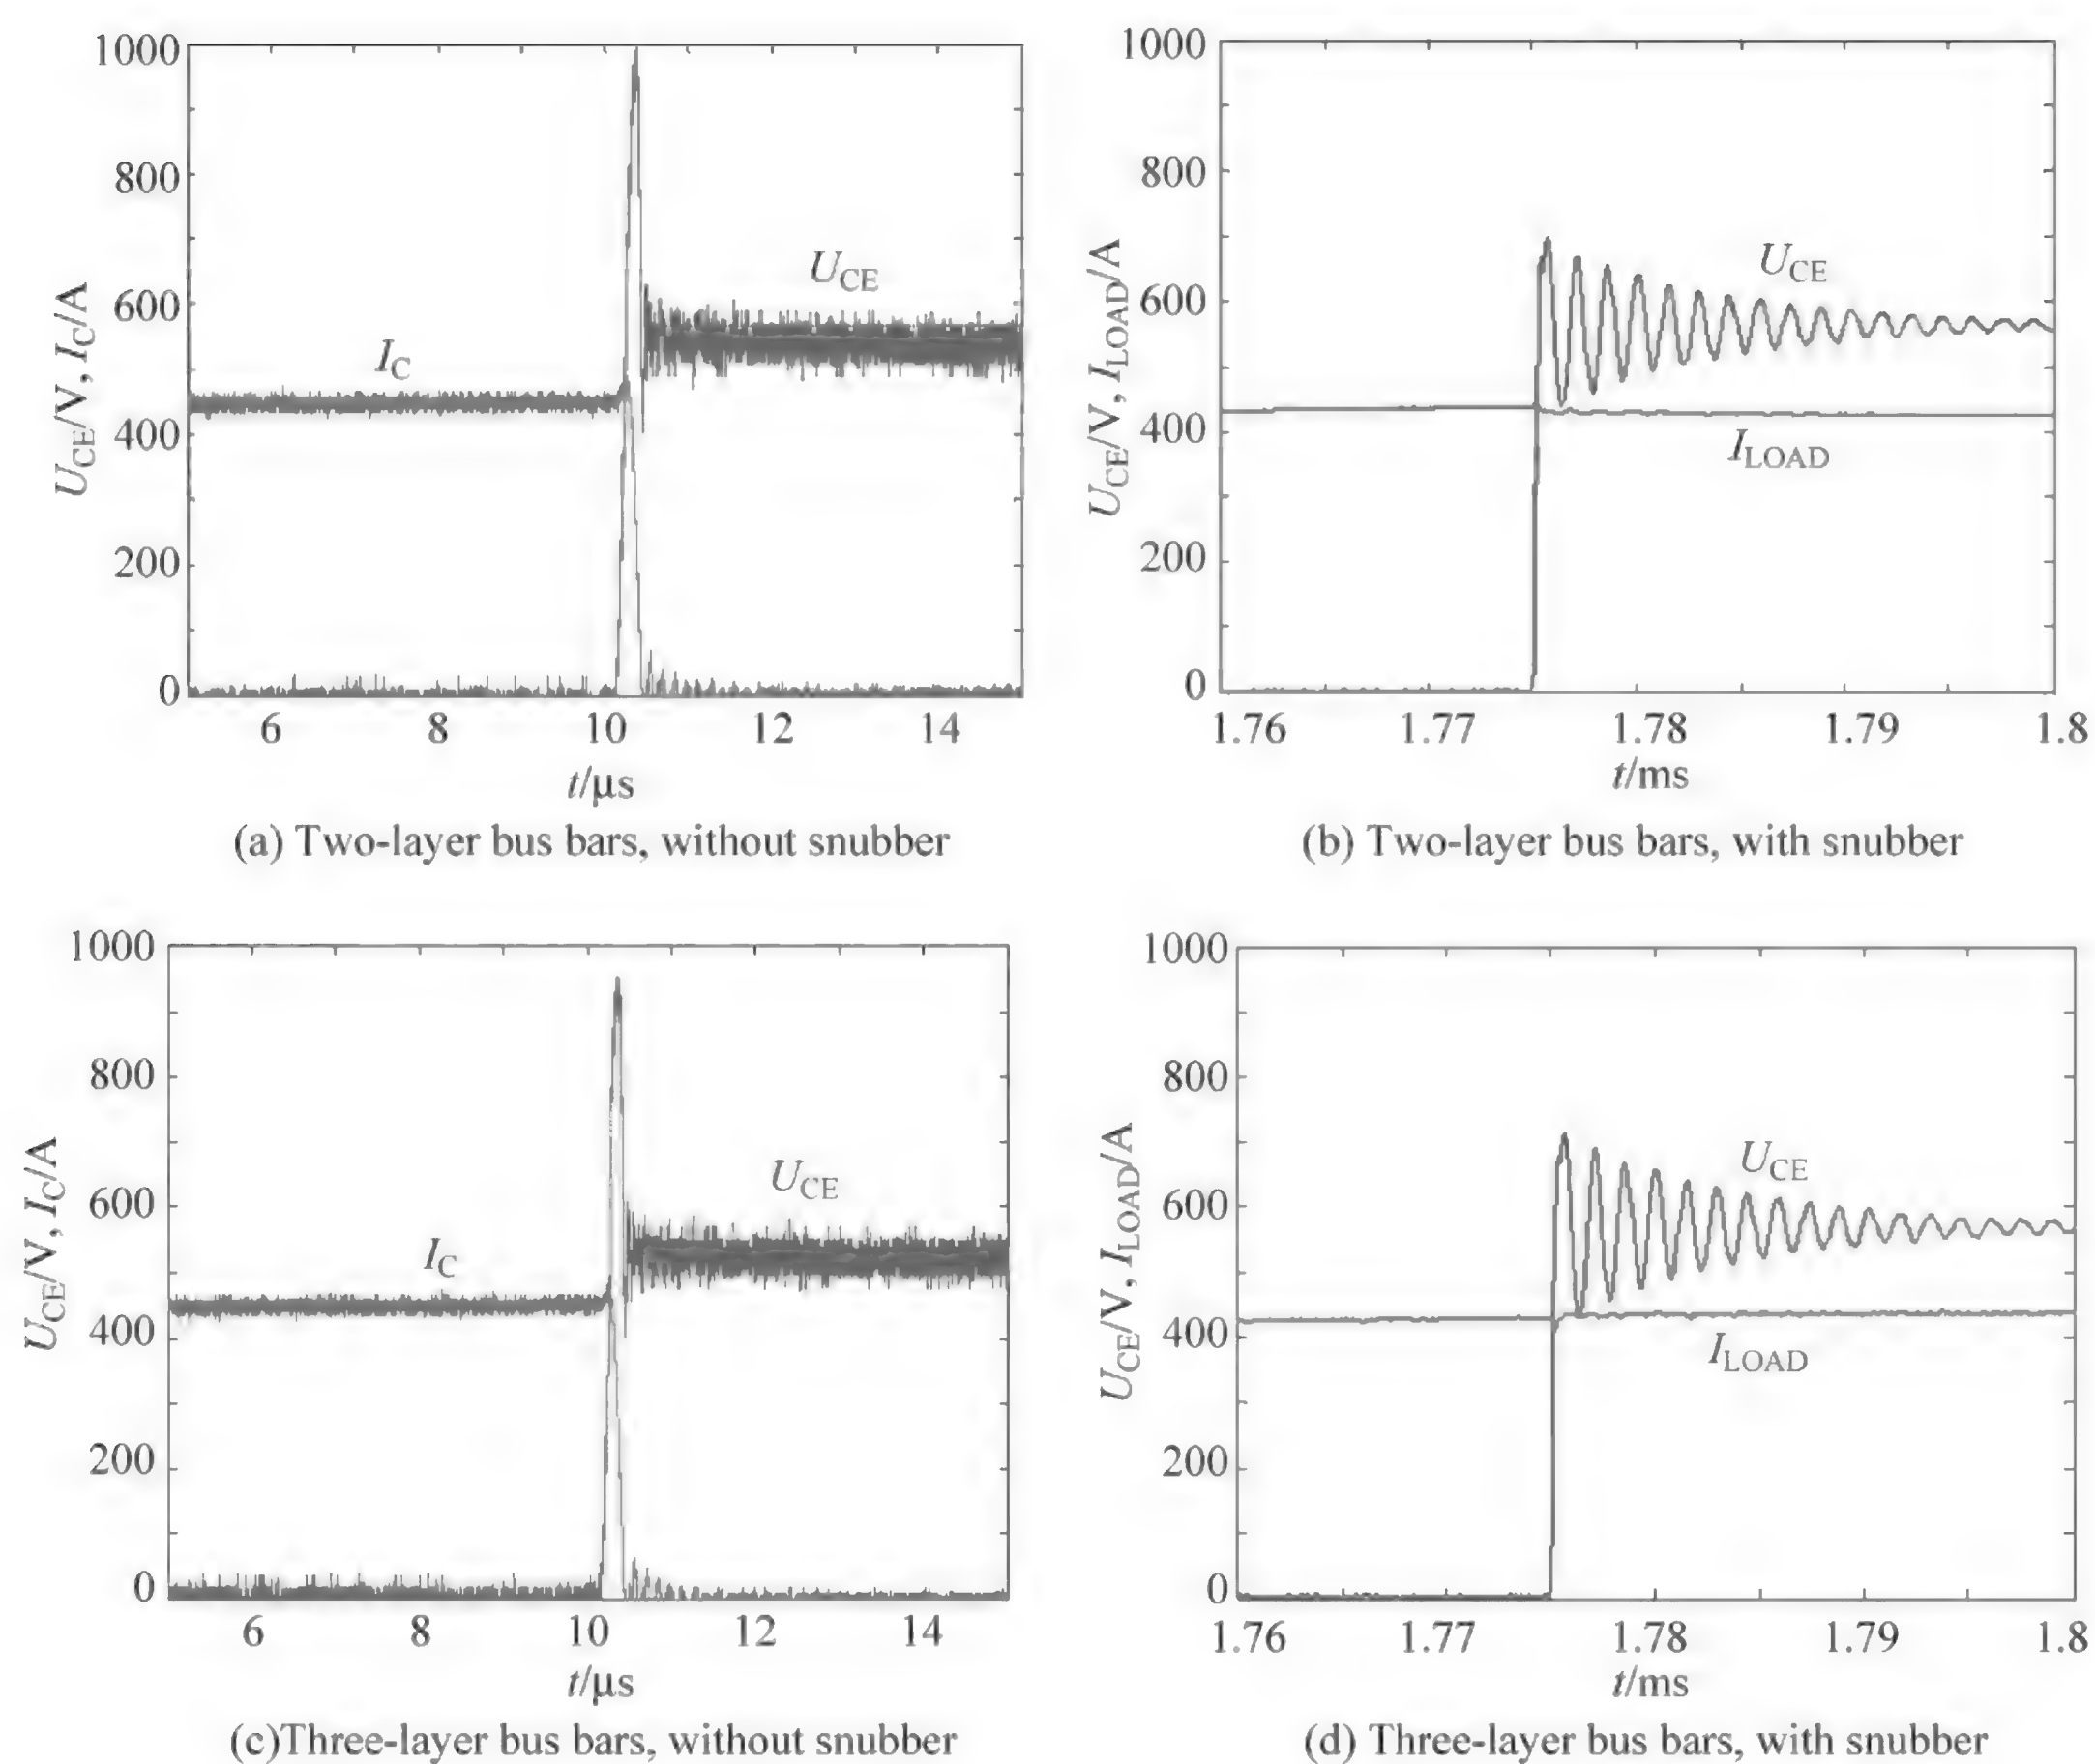 1000
800
600
400
200
0
U_CE/V, I_C/A
I_C
U_CE
6 8 10 12 14
t/μs
(a) Two-layer bus bars, without snubber
1000
800
600
400
200
0
U_CE/V, I_LOAD/A
U_CE
I_LOAD
1.76 1.77 1.78 1.79 1.8
t/ms
(b) Two-layer bus bars, with snubber
1000
800
600
400
200
0
U_CE/V, I_C/A
U_CE
I_C
6 8 10 12 14
t/μs
(c)Three-layer bus bars, without snubber
1000
800
600
400
200
0
U_CE/V, I_LOAD/A
U_CE
I_LOAD
1.76 1.77 1.78 1.79 1.8
t/ms
(d) Three-layer bus bars, with snubber